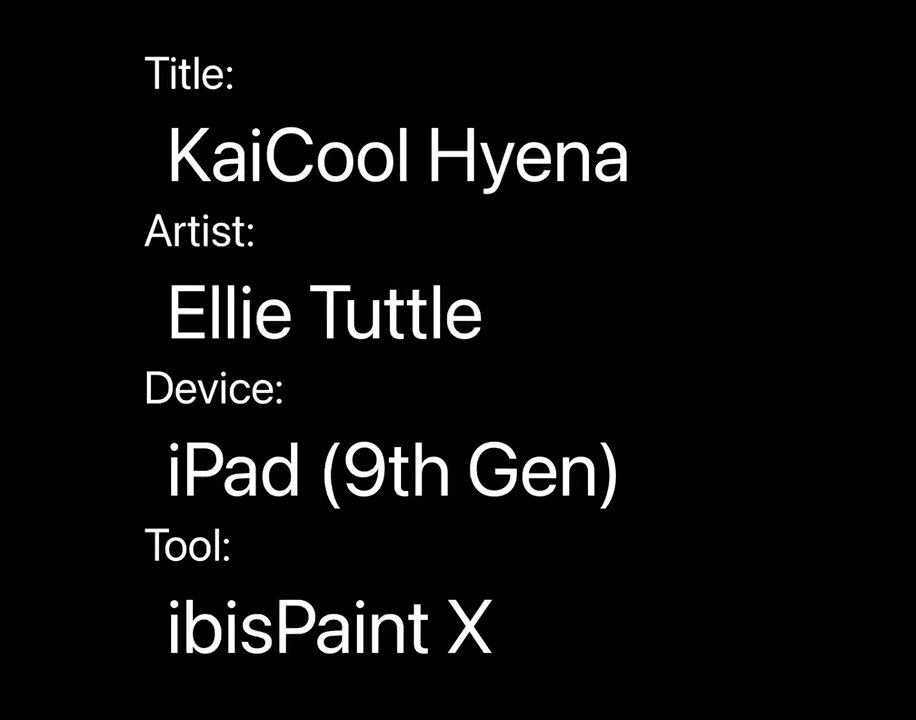 Title:
KaiCool Hyena
Artist:
Ellie Tuttle
Device:
iPad (9th Gen)
Tool:
ibisPaint X